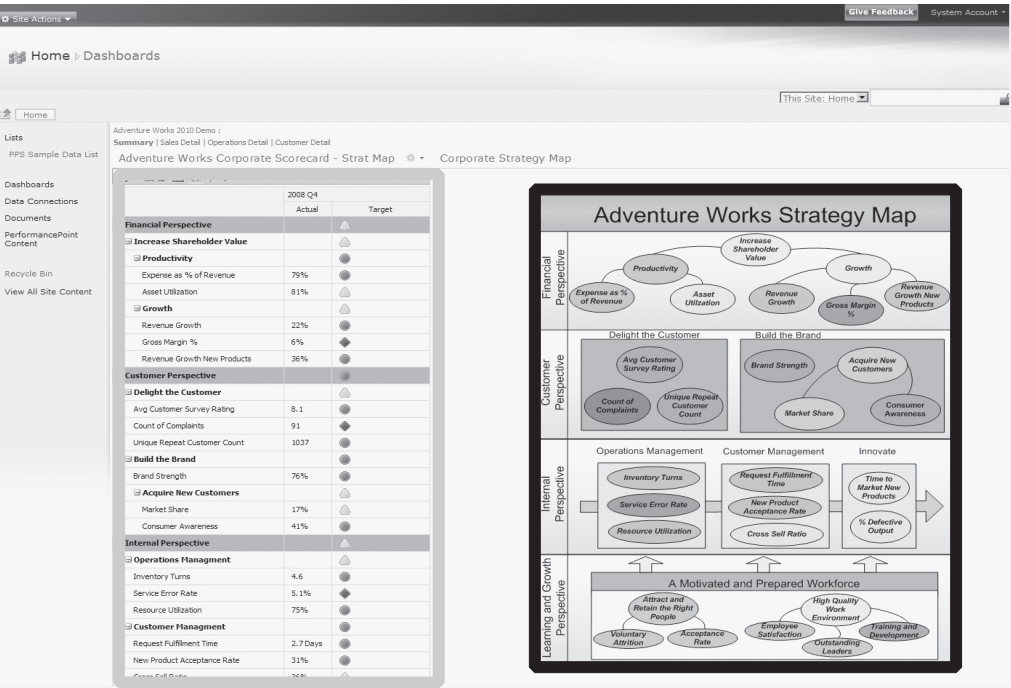 Site Actions
Give Feedback
System Account
Home Dashboards
This Site: Home
Home
Lists
PPS Sample Data List
Dashboards
Data Connections
Documents
PerformancePoint
Content
Recycle Bin
View All Site Content
Adventure Works 2010 Demo :
Summary | Sales Detail | Operations Detail | Customer Detail
Adventure Works Corporate Scorecard - Strat Map
Corporate Strategy Map
2008 Q4
Actual Target
Financial Perspective
Increase Shareholder Value
Productivity
Expense as % of Revenue 79%
Asset Utilization 81%
Growth
Revenue Growth 22%
Gross Margin % 6%
Revenue Growth New Products 36%
Customer Perspective
Delight the Customer
Avg Customer Survey Rating 8.1
Count of Complaints 91
Unique Repeat Customer Count 1037
Build the Brand
Brand Strength 76%
Acquire New Customers
Market Share 17%
Consumer Awareness 41%
Internal Perspective
Operations Managment
Inventory Turns 4.6
Service Error Rate 5.1%
Resource Utilization 75%
Customer Managment
Request Fulfillment Time 2.7 Days
New Product Acceptance Rate 31%
Cross Sell Ratio
Adventure Works Strategy Map
Financial
Perspective
Increase
Shareholder
Value
Productivity
Growth
Expense as %
of Revenue
Asset
Utilzation
Revenue
Growth
Gross Margin
%
Revenue
Growth New
Products
Customer
Perspective
Delight the Customer
Build the Brand
Avg Customer
Survey Rating
Count of
Complaints
Unique Repeat
Customer
Count
Brand Strength
Acquire New
Customers
Market Share
Consumer
Awareness
Internal
Perspective
Operations Management
Customer Management
Innovate
Inventory Turns
Service Error Rate
Resource Utilization
Request Fulfillment
Time
New Product
Acceptance Rate
Cross Sell Ratio
Time to
Market New
Products
% Defective
Output
Learning and Growth
Perspective
A Motivated and Prepared Workforce
Attract and
Retain the Right
People
Voluntary
Attrition
Acceptance
Rate
High Quality
Work
Environment
Employee
Satisfaction
Outstanding
Leaders
Training and
Development